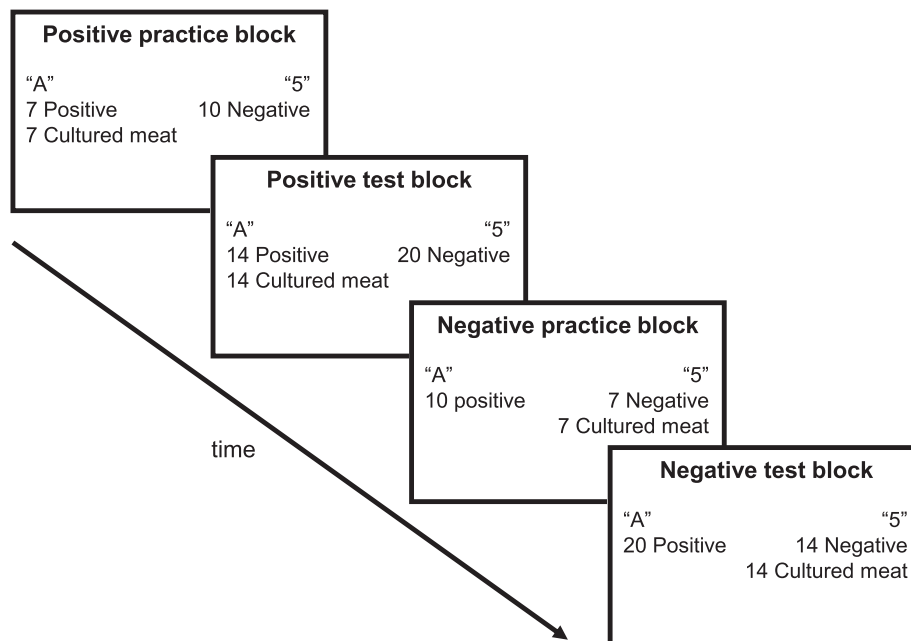 Positive practice block
“A” “5”
7 Positive 10 Negative
7 Cultured meat
Positive test block
“A” “5”
14 Positive 20 Negative
14 Cultured meat
Negative practice block
“A” “5”
10 positive 7 Negative
7 Cultured meat
time
Negative test block
“A” “5”
20 Positive 14 Negative
14 Cultured meat